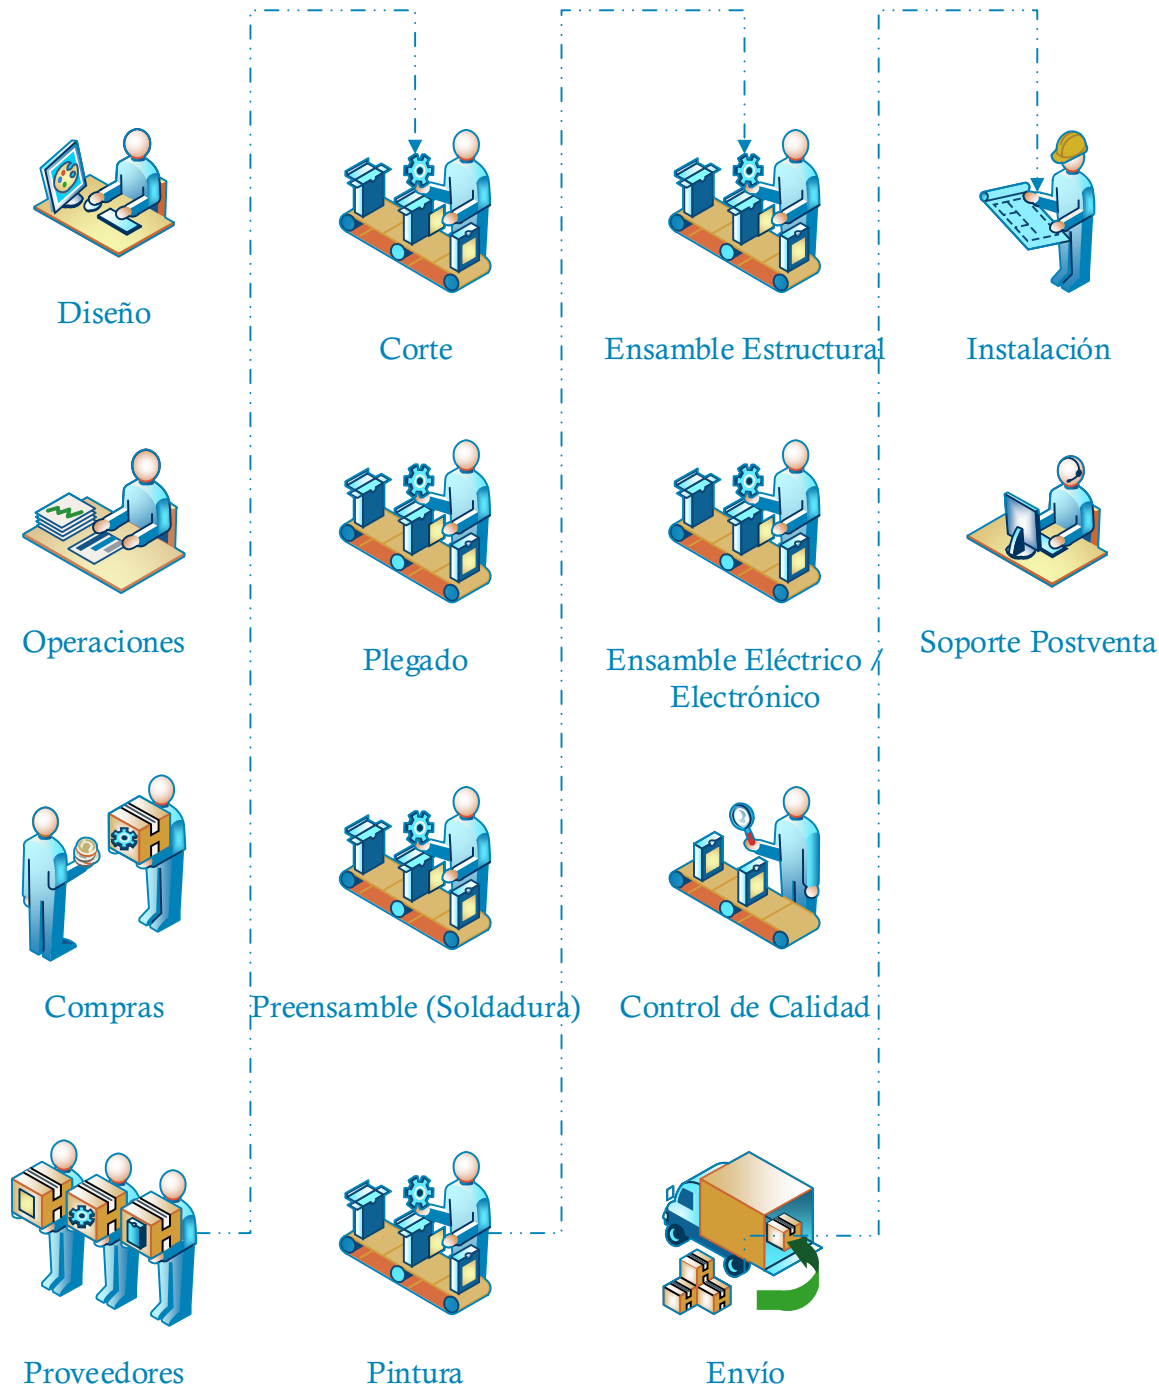 Diseño
Operaciones
Compras
Proveedores
Corte
Plegado
Preensamble (Soldadura)
Pintura
Ensamble Estructural
Ensamble Eléctrico /
Electrónico
Control de Calidad
Envío
Instalación
Soporte Postventa